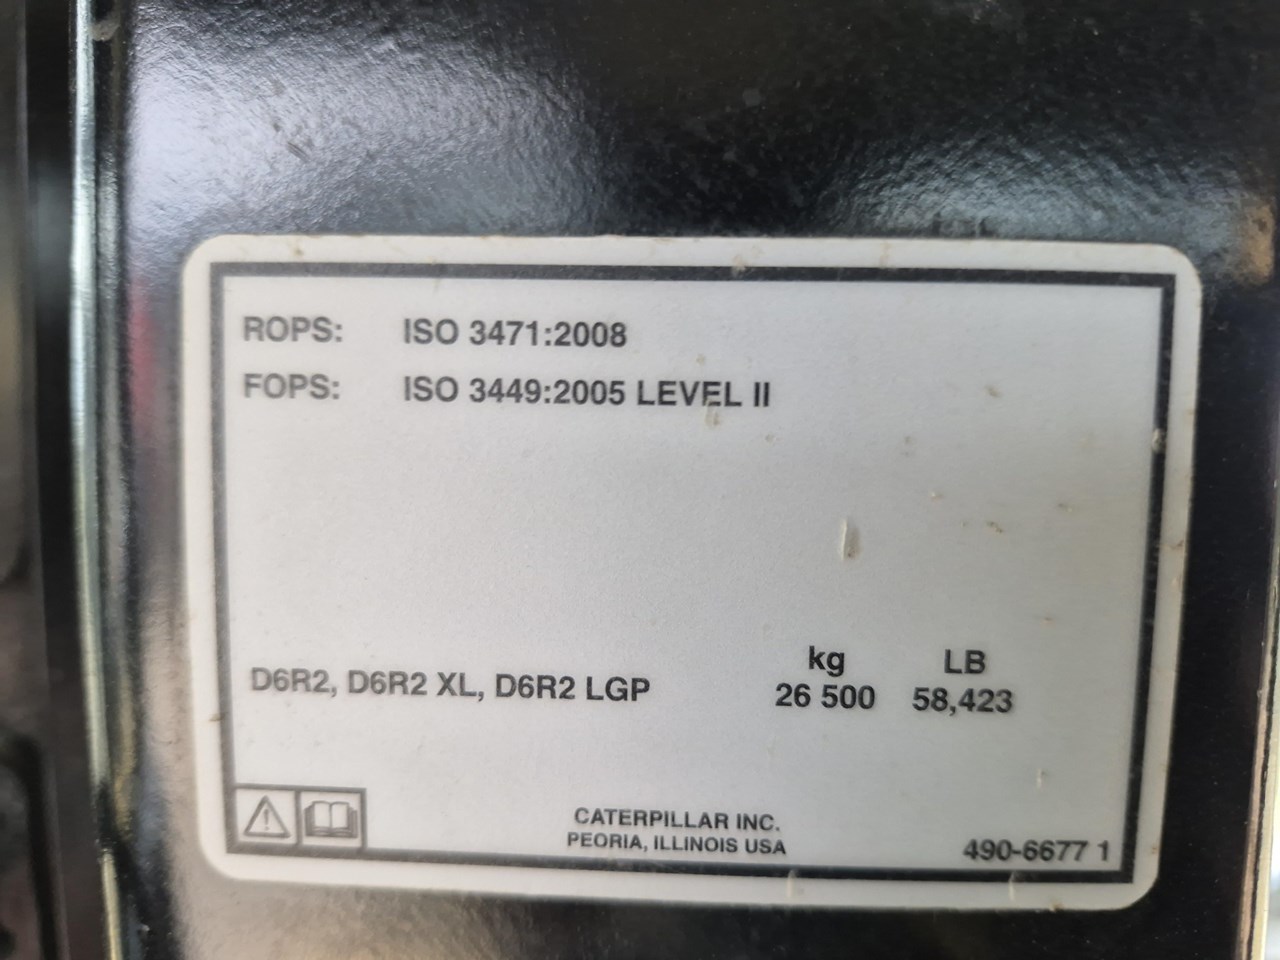 ROPS: ISO 3471:2008
FOPS: ISO 3449:2005 LEVEL II
kg LB
D6R2, D6R2 XL, D6R2 LGP 26 500 58,423
CATERPILLAR INC.
PEORIA, ILLINOIS USA
490-6677 1